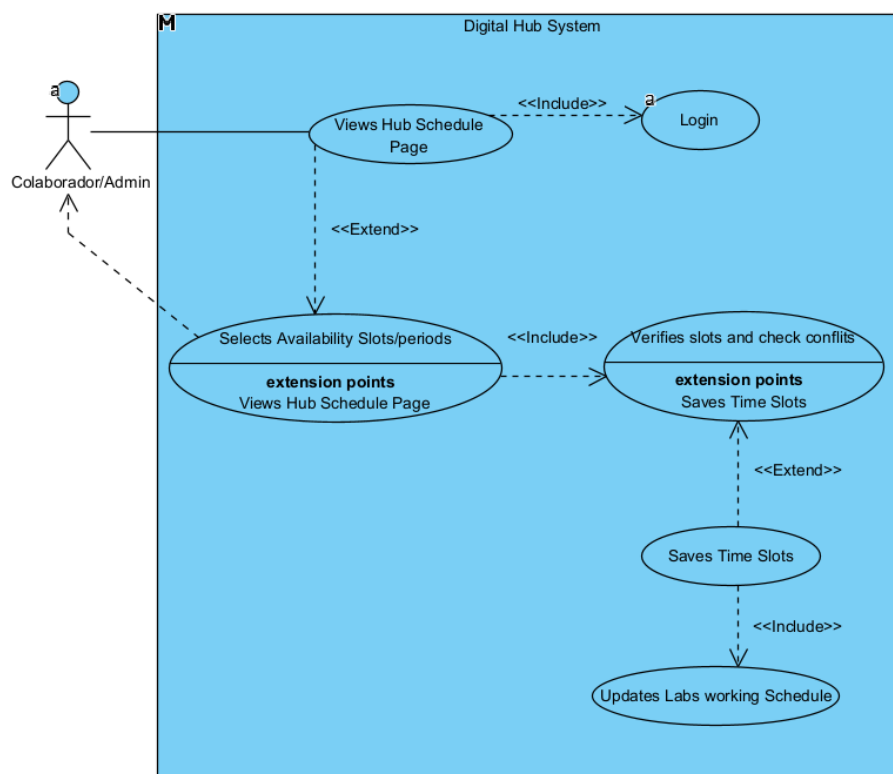 M
Digital Hub System
a
Colaborador/Admin
Views Hub Schedule
Page
<<Include>>
a
Login
<<Extend>>
Selects Availability Slots/periods
extension points
Views Hub Schedule Page
<<Include>>
Verifies slots and check conflits
extension points
Saves Time Slots
<<Extend>>
Saves Time Slots
<<Include>>
Updates Labs working Schedule